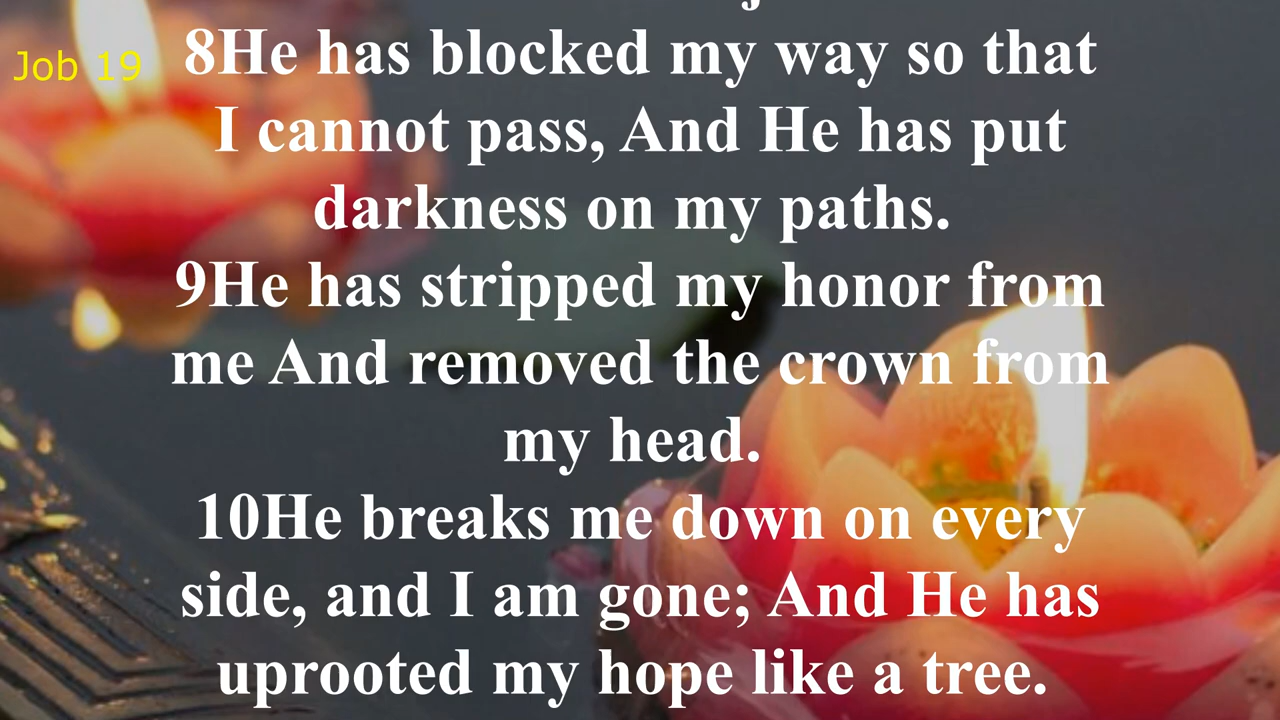 Job 19
8He has blocked my way so that
I cannot pass, And He has put
darkness on my paths.
9He has stripped my honor from
me And removed the crown from
my head.
10He breaks me down on every
side, and I am gone; And He has
uprooted my hope like a tree.